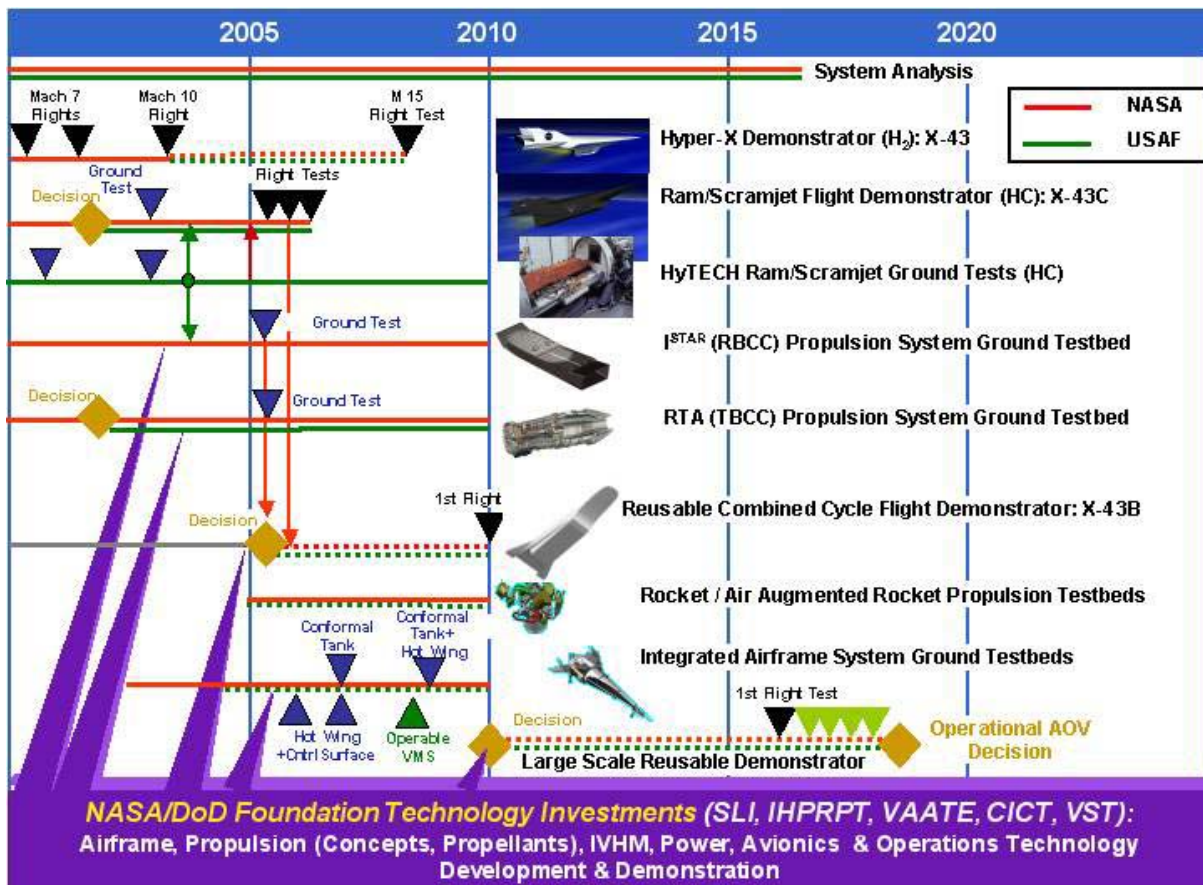 2005 2010 2015 2020
System Analysis
NASA
USAF
Mach 7
Flights
Mach 10
Flight
M 15
Flight Test
Hyper-X Demonstrator (H₂): X-43
Ground
Test
Flight Tests
Decision
Ram/Scramjet Flight Demonstrator (HC): X-43C
HyTECH Ram/Scramjet Ground Tests (HC)
Ground Test
ISTAR (RBCC) Propulsion System Ground Testbed
Decision
Ground Test
RTA (TBCC) Propulsion System Ground Testbed
1st Flight
Decision
Reusable Combined Cycle Flight Demonstrator: X-43B
Rocket / Air Augmented Rocket Propulsion Testbeds
Conformal
Tank
Conformal
Tank+
Hot Wing
Integrated Airframe System Ground Testbeds
1st Flight Test
Hot Wing
+Cntrl Surface
Operable
VMS
Decision
Large Scale Reusable Demonstrator
Operational AOV
Decision
NASA/DoD Foundation Technology Investments (SLI, IHPRPT, VAATE, CICT, VST):
Airframe, Propulsion (Concepts, Propellants), IVHM, Power, Avionics & Operations Technology
Development & Demonstration